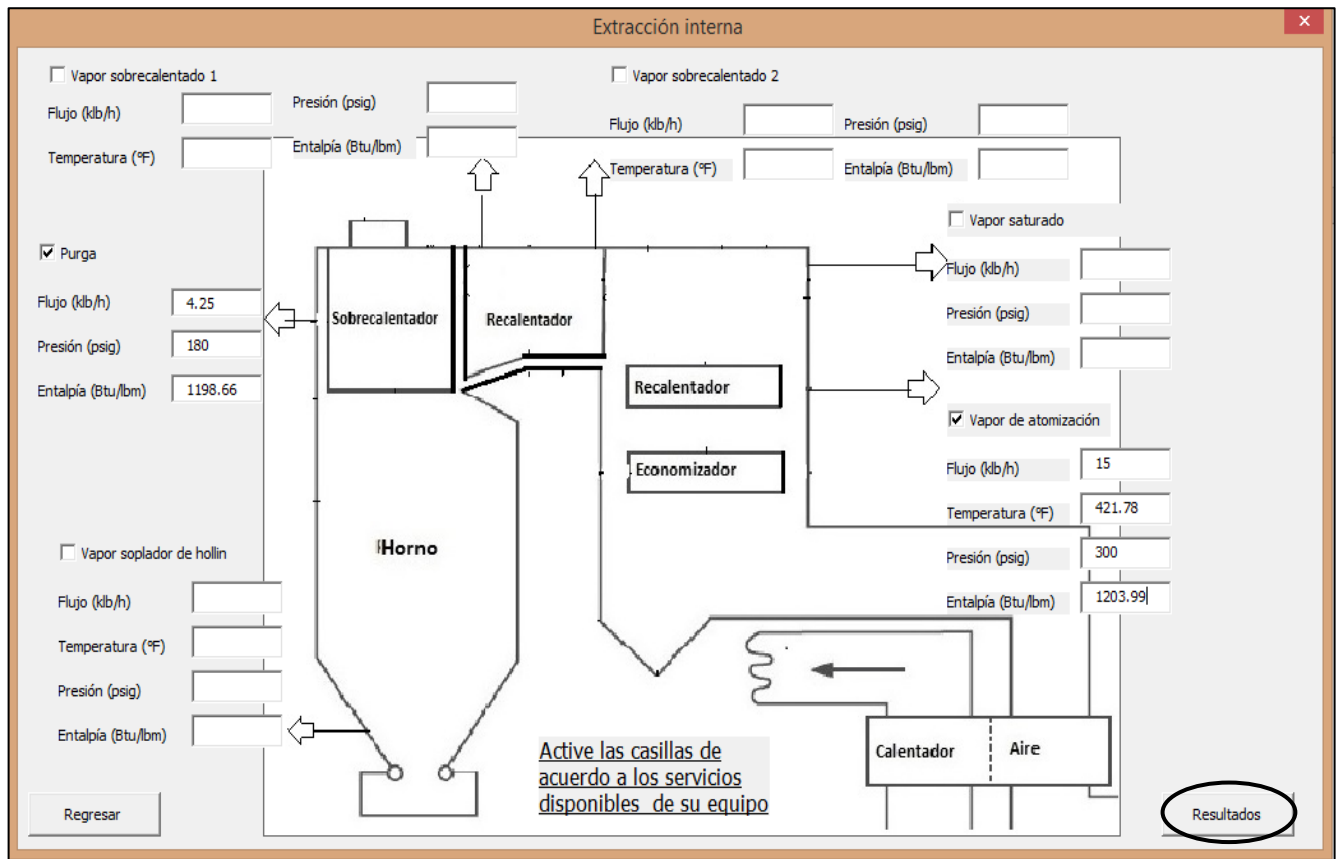 Extracción interna
Vapor sobrecalentado 1
Flujo (klb/h)
Presión (psig)
Temperatura (ºF)
Entalpía (Btu/lbm)
Vapor sobrecalentado 2
Flujo (klb/h)
Presión (psig)
Temperatura (ºF)
Entalpía (Btu/lbm)
Purga
Flujo (klb/h) 4.25
Presión (psig) 180
Entalpía (Btu/lbm) 1198.66
Sobrecalentador
Recalentador
Recalentador
Economizador
Horno
Vapor saturado
Flujo (klb/h)
Presión (psig)
Entalpía (Btu/lbm)
Vapor de atomización
Flujo (klb/h) 15
Temperatura (ºF) 421.78
Presión (psig) 300
Entalpía (Btu/lbm) 1203.99
Vapor soplador de hollin
Flujo (klb/h)
Temperatura (ºF)
Presión (psig)
Entalpía (Btu/lbm)
Active las casillas de
acuerdo a los servicios
disponibles de su equipo
Calentador
Aire
Regresar
Resultados